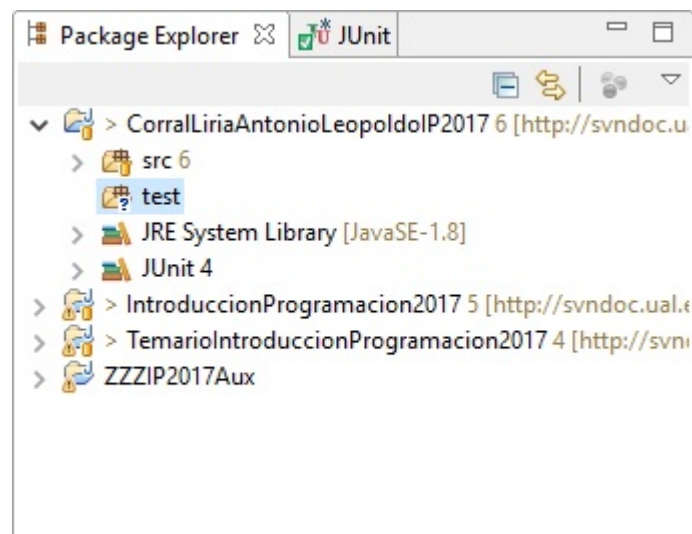 Package Explorer JUnit
> CorralLiriaAntonioLeopoldoIP2017 6 [http://svndoc.u
src 6
test
JRE System Library [JavaSE-1.8]
JUnit 4
> IntroduccionProgramacion2017 5 [http://svndoc.ual.e
> TemarioIntroduccionProgramacion2017 4 [http://svn
ZZZIP2017Aux